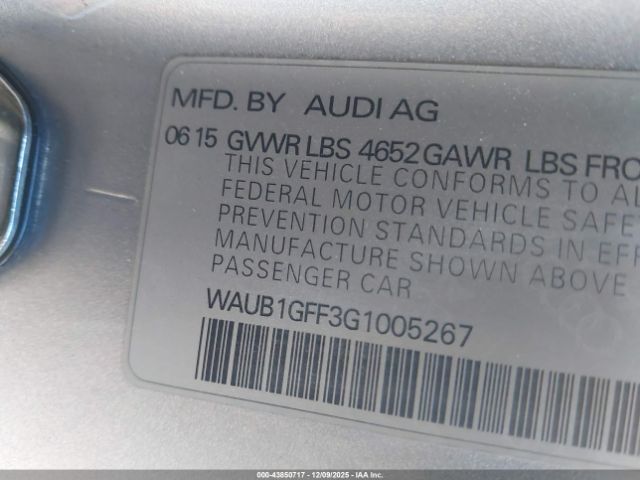 MFD. BY AUDI AG
06 15 GVWR LBS 4652 GAWR LBS FRO
THIS VEHICLE CONFORMS TO AL
FEDERAL MOTOR VEHICLE SAFE
PREVENTION STANDARDS IN EFF
MANUFACTURE SHOWN ABOVE
PASSENGER CAR
WAUB1GFF3G1005267
000-43850717 - 12/09/2025 - IAA Inc.